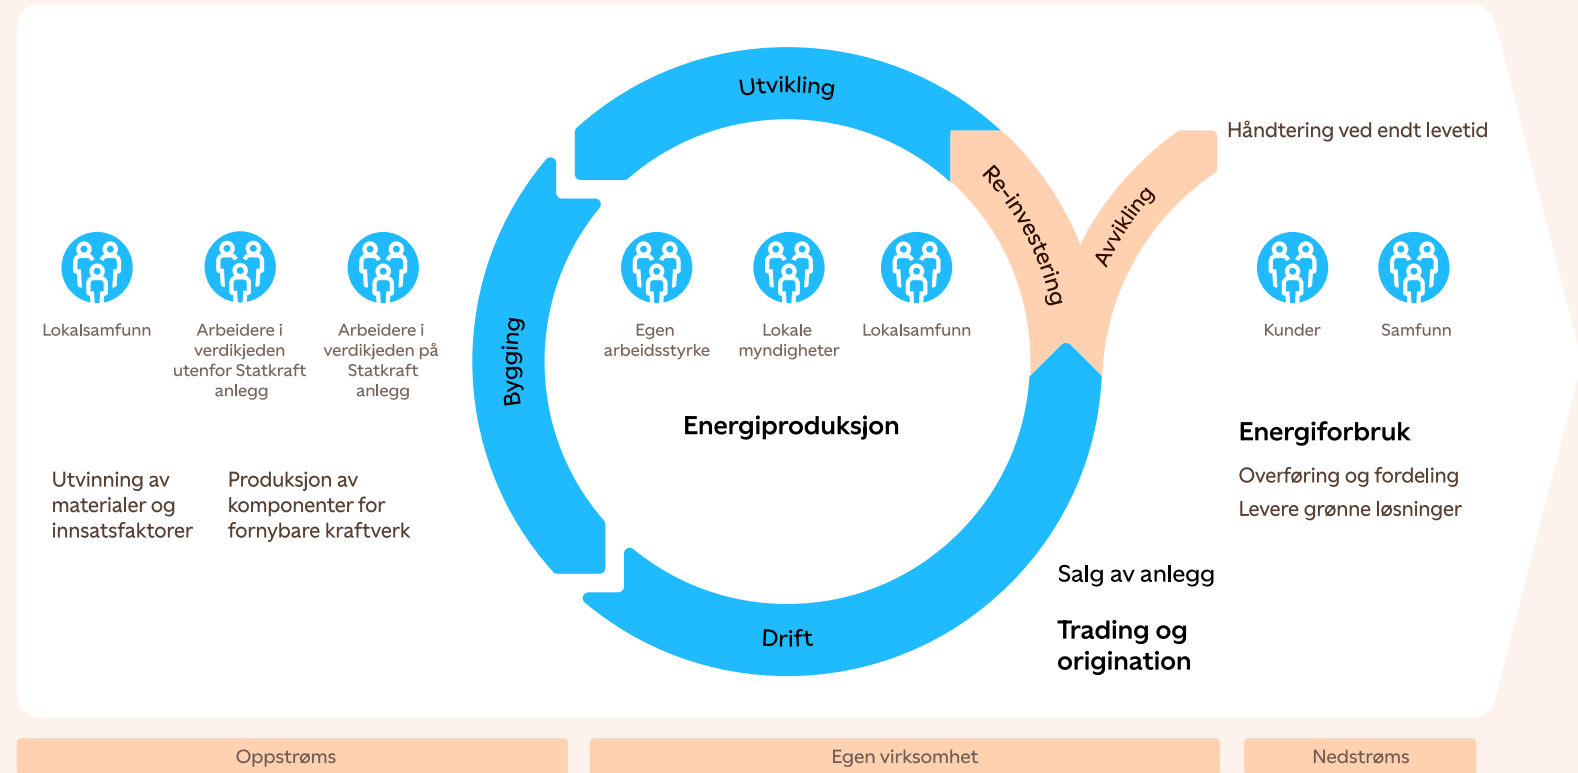 Utvikling
Håndtering ved endt levetid
Re-investering
Avvikling
Bygging
Lokalsamfunn
Arbeidere i
verdikjeden
utenfor Statkraft
anlegg
Arbeidere i
verdikjeden på
Statkraft
anlegg
Egen
arbeidsstyrke
Lokale
myndigheter
Lokalsamfunn
Kunder
Samfunn
Energiproduksjon
Energiforbruk
Overføring og fordeling
Levere grønne løsninger
Utvinning av
materialer og
innsatsfaktorer
Produksjon av
komponenter for
fornybare kraftverk
Salg av anlegg
Trading og
origination
Drift
Oppstrøms
Egen virksomhet
Nedstrøms